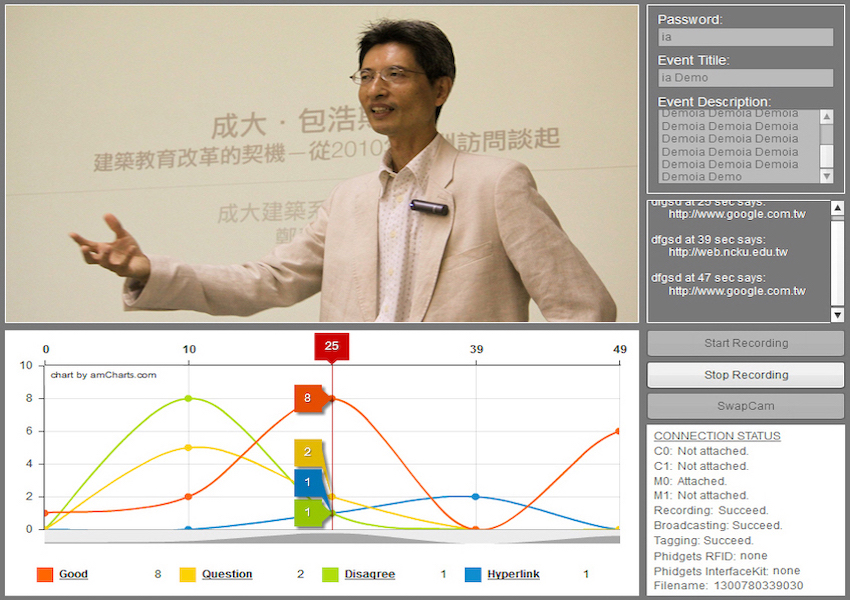 成大・包浩
建築教育改革的契機－從2010 訪問談起
成大建築系
Password:
ia
Event Titile:
ia Demo
Event Description:
Demoia Demoia Demoia
Demoia Demoia Demoia
Demoia Demoia Demoia
Demoia Demoia Demoia
Demoia Demoia Demoia
Demoia Demo
dfgsd at 25 sec says:
http://www.google.com.tw
dfgsd at 39 sec says:
http://web.ncku.edu.tw
dfgsd at 47 sec says:
http://www.google.com.tw
Start Recording
Stop Recording
SwapCam
0 10 25 39 49
10
chart by amCharts.com
8
8
6
2
4
1
2
1
0
Good 8 Question 2 Disagree 1 Hyperlink 1
CONNECTION STATUS
C0: Not attached.
C1: Not attached.
M0: Attached.
M1: Not attached.
Recording: Succeed.
Broadcasting: Succeed.
Tagging: Succeed.
Phidgets RFID: none
Phidgets InterfaceKit: none
Filename: 1300780339030